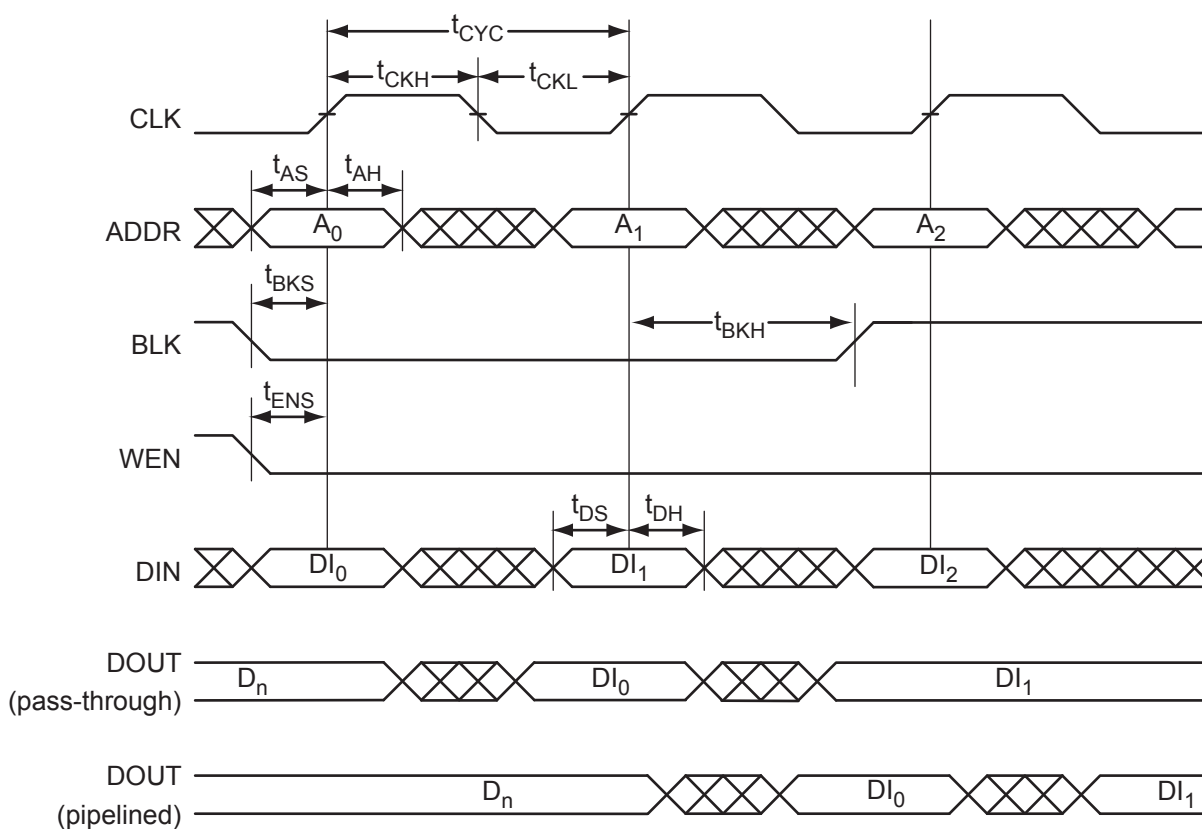 tCYC
tCKH tCKL
CLK
tAS tAH
ADDR A0 A1 A2
tBKS
BLK tBKH
tENS
WEN
tDS tDH
DIN DI0 DI1 DI2
DOUT
(pass-through) Dn DI0 DI1
DOUT
(pipelined) Dn DI0 DI1